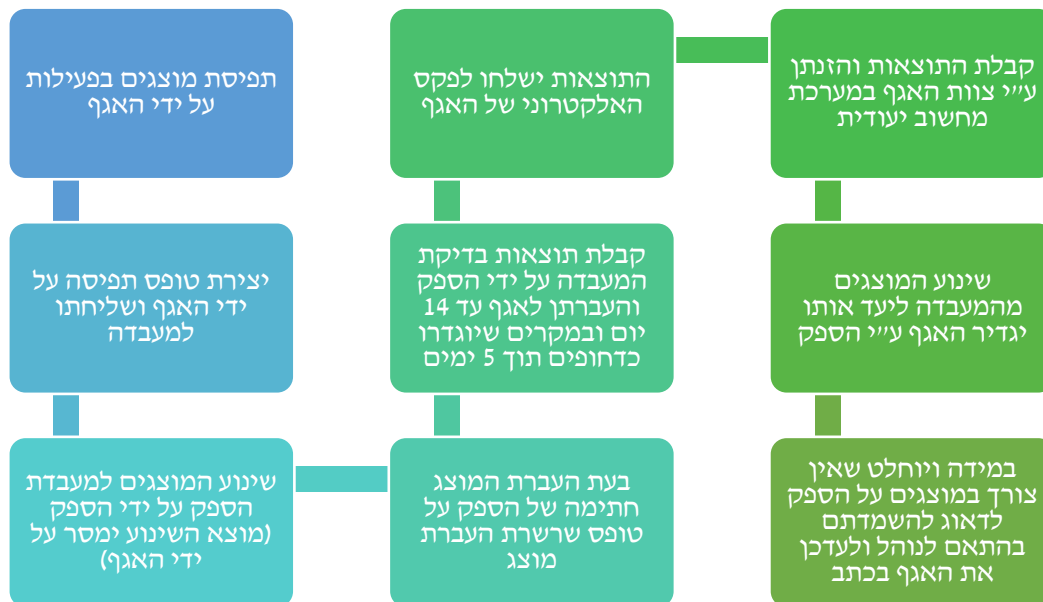 תפיסת מוצגים בפעילות
על ידי האגף
יצירת טופס תפיסה על
ידי האגף ושליחתו
למעבדה
שינוע המוצגים למעבדת
הספק על ידי הספק
(מוצא השינוע ימסר על
ידי האגף)
בעת העברת המוצג
חתימה של הספק על
טופס שרשרת העברת
מוצג
קבלת תוצאות בדיקת
המעבדה על ידי הספק
והעברתן לאגף עד 14
יום ובמקרים שיוגדרו
כדחופים תוך 5 ימים
התוצאות ישלחו לפקס
האלקטרוני של האגף
קבלת התוצאות והזנתן
ע״י צוות האגף במערכת
מחשוב יעודית
שינוע המוצגים
מהמעבדה ליעד אותו
יגדיר האגף ע״י הספק
במידה ויוחלט שאין
צורך במוצגים על הספק
לדאוג להשמדתם
בהתאם לנוהל ולעדכן
את האגף בכתב